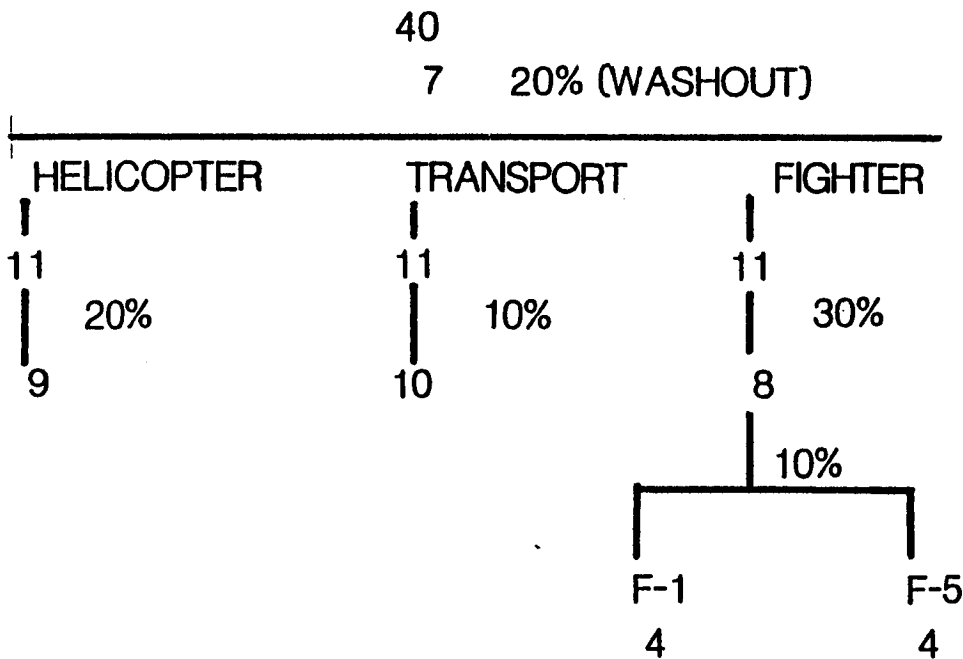 40
7 20% (WASHOUT)
HELICOPTER TRANSPORT FIGHTER
11 11 11
20% 10% 30%
9 10 8
10%
F-1 F-5
4 4